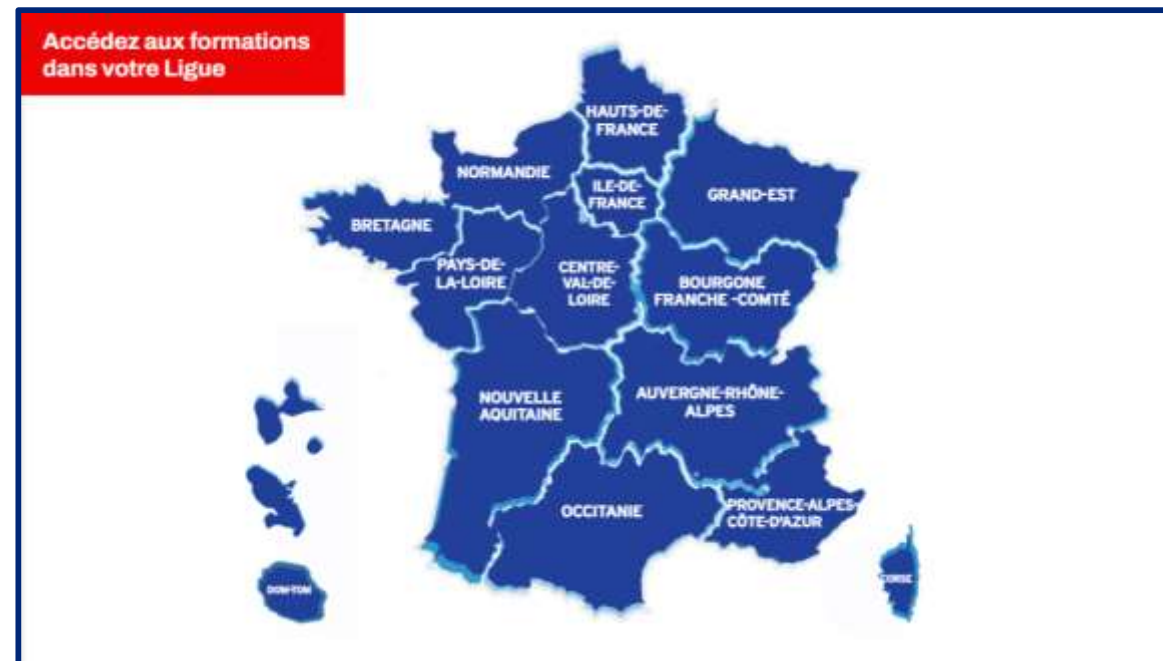 Accédez aux formations
dans votre Ligue
HAUTS-DE-
FRANCE
NORMANDIE
ILE-DE-
FRANCE
GRAND-EST
BRETAGNE
PAYS-DE-
LA-LOIRE
CENTRE-
VAL-DE-
LOIRE
BOURGONE
FRANCHE -COMTÉ
NOUVELLE
AQUITAINE
AUVERGNE-RHÔNE-
ALPES
OCCITANIE
PROVENCE-ALPES-
CÔTE-D'AZUR
CORSE
DOM-TOM